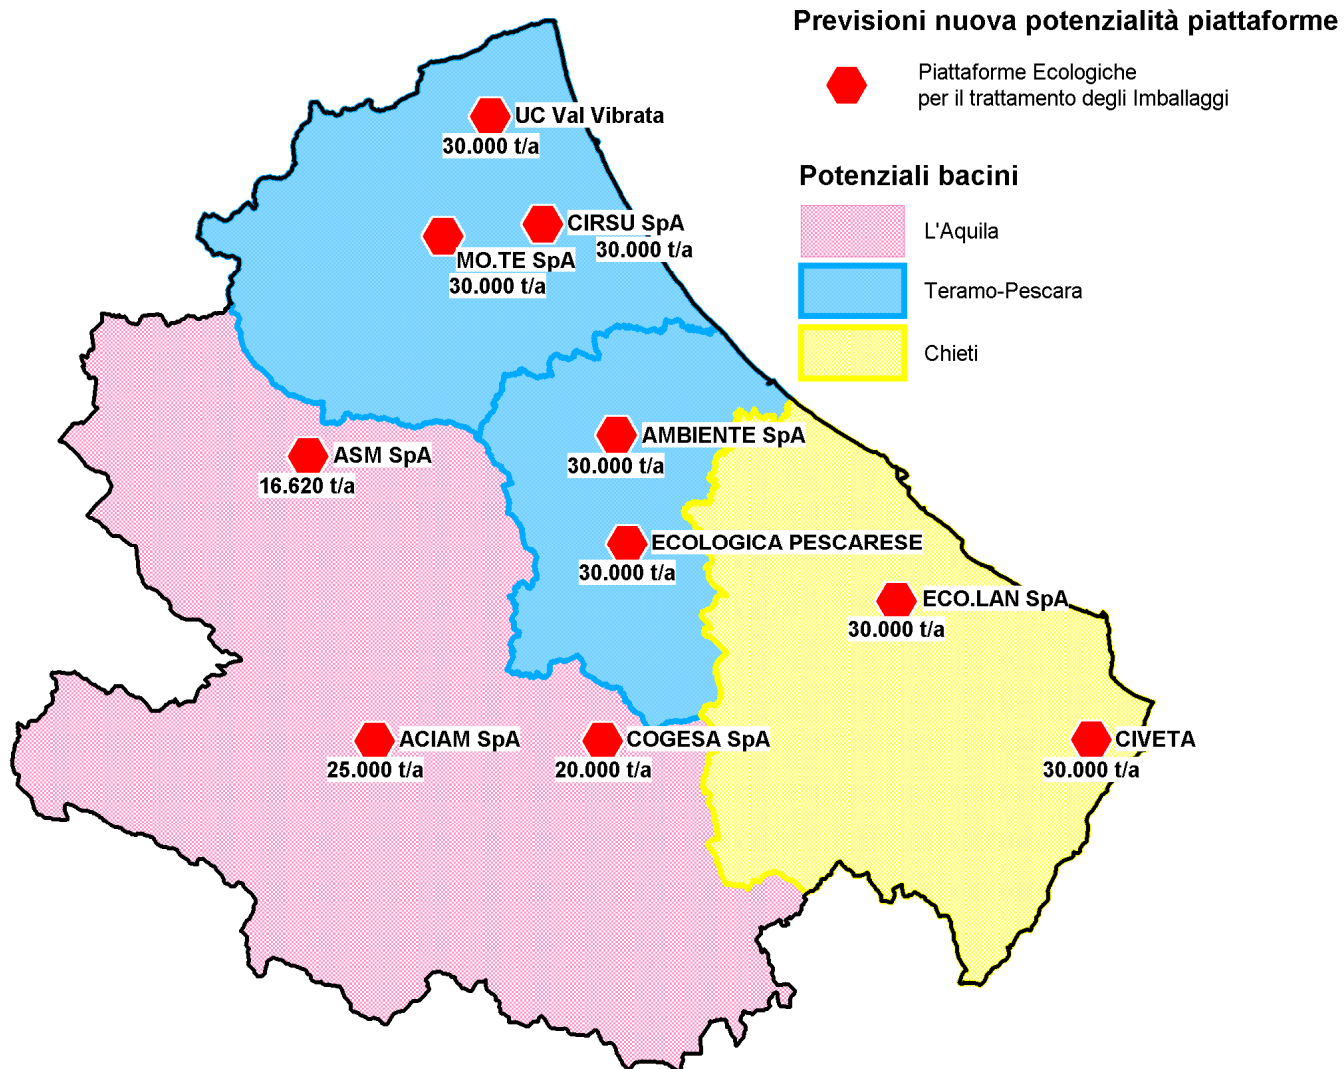 Previsioni nuova potenzialità piattaforme
Piattaforme Ecologiche
per il trattamento degli Imballaggi
Potenziali bacini
L'Aquila
Teramo-Pescara
Chieti
UC Val Vibrata
30.000 t/a
CIRSU SpA
30.000 t/a
MO.TE SpA
30.000 t/a
AMBIENTE SpA
30.000 t/a
ASM SpA
16.620 t/a
ECOLOGICA PESCARESE
30.000 t/a
ECO.LAN SpA
30.000 t/a
ACIAM SpA
25.000 t/a
COGESA SpA
20.000 t/a
CIVETA
30.000 t/a